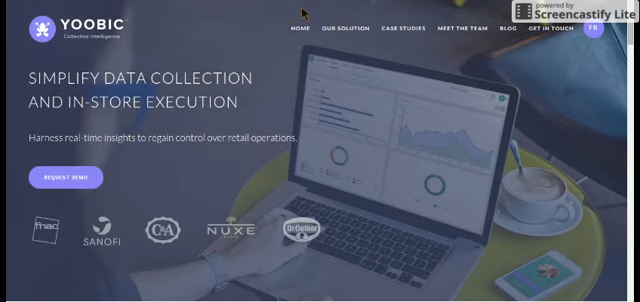 powered by
Screencastify Lite
YOOBIC
Collective Intelligence
HOME OUR SOLUTION CASE STUDIES MEET THE TEAM BLOG GET IN TOUCH FR
SIMPLIFY DATA COLLECTION
AND IN-STORE EXECUTION
Harness real-time insights to regain control over retail operations.
REQUEST DEMO
fnac SANOFI C&A NUXE Dr.Oetker